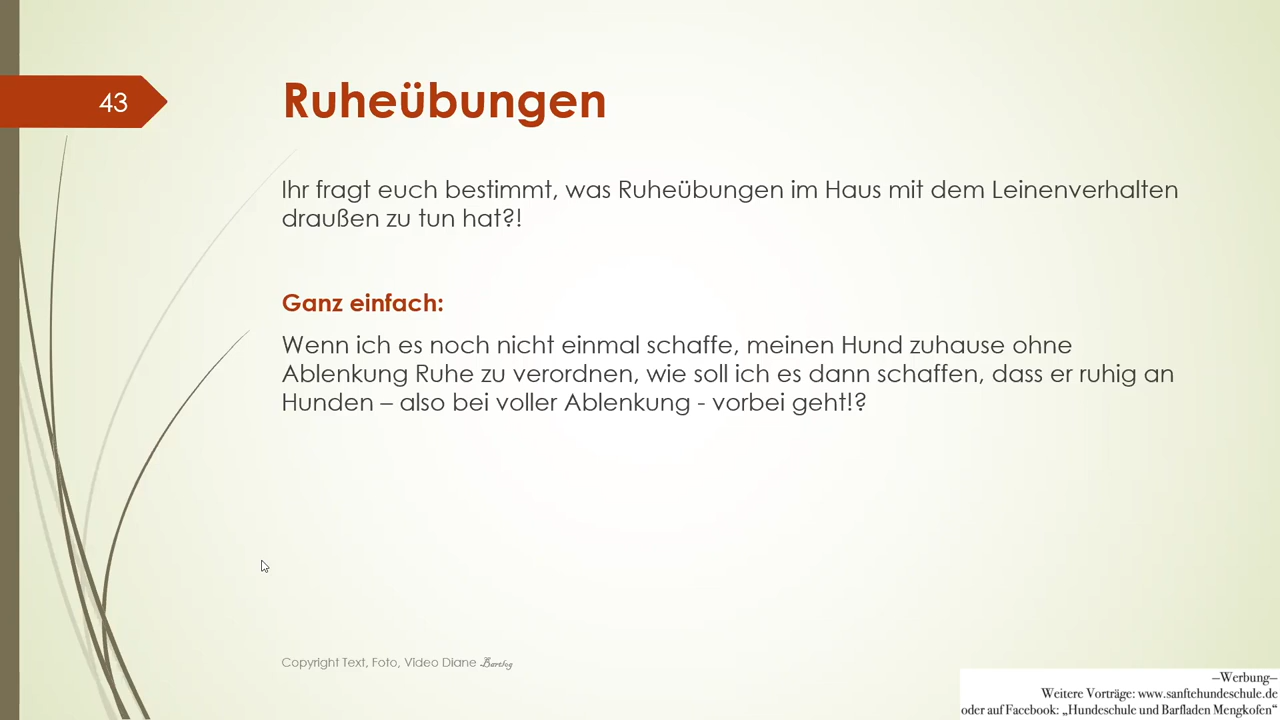 43
Ruheübungen
Ihr fragt euch bestimmt, was Ruheübungen im Haus mit dem Leinenverhalten
draußen zu tun hat?!
Ganz einfach:
Wenn ich es noch nicht einmal schaffe, meinen Hund zuhause ohne
Ablenkung Ruhe zu verordnen, wie soll ich es dann schaffen, dass er ruhig an
Hunden – also bei voller Ablenkung - vorbei geht!?
Copyright Text, Foto, Video Diane Bartlog
—Werbung—
Weitere Vorträge: www.sanftehundeschule.de
oder auf Facebook: „Hundeschule und Barfladen Mengkofen“